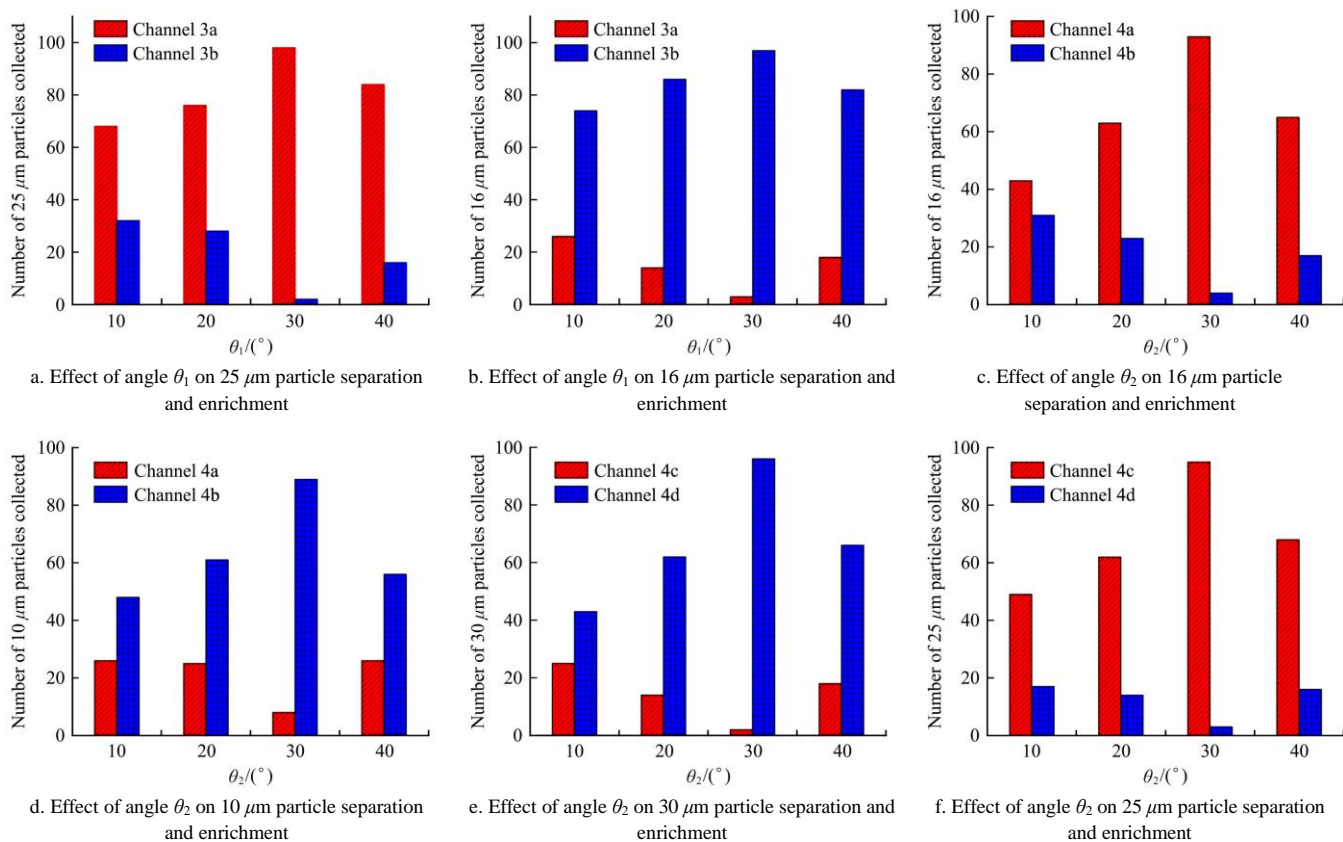 Number of 25 μm particles collected
100
80
60
40
20
0
Channel 3a
Channel 3b
10 20 30 40
θ1/(°)
a. Effect of angle θ1 on 25 μm particle separation
and enrichment
Number of 16 μm particles collected
100
80
60
40
20
0
Channel 3a
Channel 3b
10 20 30 40
θ1/(°)
b. Effect of angle θ1 on 16 μm particle separation and
enrichment
Number of 16 μm particles collected
100
80
60
40
20
0
Channel 4a
Channel 4b
10 20 30 40
θ2/(°)
c. Effect of angle θ2 on 16 μm particle
separation and enrichment
Number of 10 μm particles collected
100
80
60
40
20
0
Channel 4a
Channel 4b
10 20 30 40
θ2/(°)
d. Effect of angle θ2 on 10 μm particle separation
and enrichment
Number of 30 μm particles collected
100
80
60
40
20
0
Channel 4c
Channel 4d
10 20 30 40
θ2/(°)
e. Effect of angle θ2 on 30 μm particle separation and
enrichment
Number of 25 μm particles collected
100
80
60
40
20
0
Channel 4c
Channel 4d
10 20 30 40
θ2/(°)
f. Effect of angle θ2 on 25 μm particle separation
and enrichment